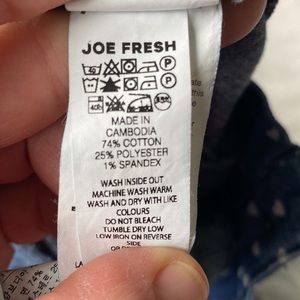 JOE FRESH
MADE IN
CAMBODIA
74% COTTON
25% POLYESTER
1% SPANDEX
WASH INSIDE OUT
MACHINE WASH WARM
WASH AND DRY WITH LIKE
COLOURS
DO NOT BLEACH
TUMBLE DRY LOW
LOW IRON ON REVERSE
SIDE